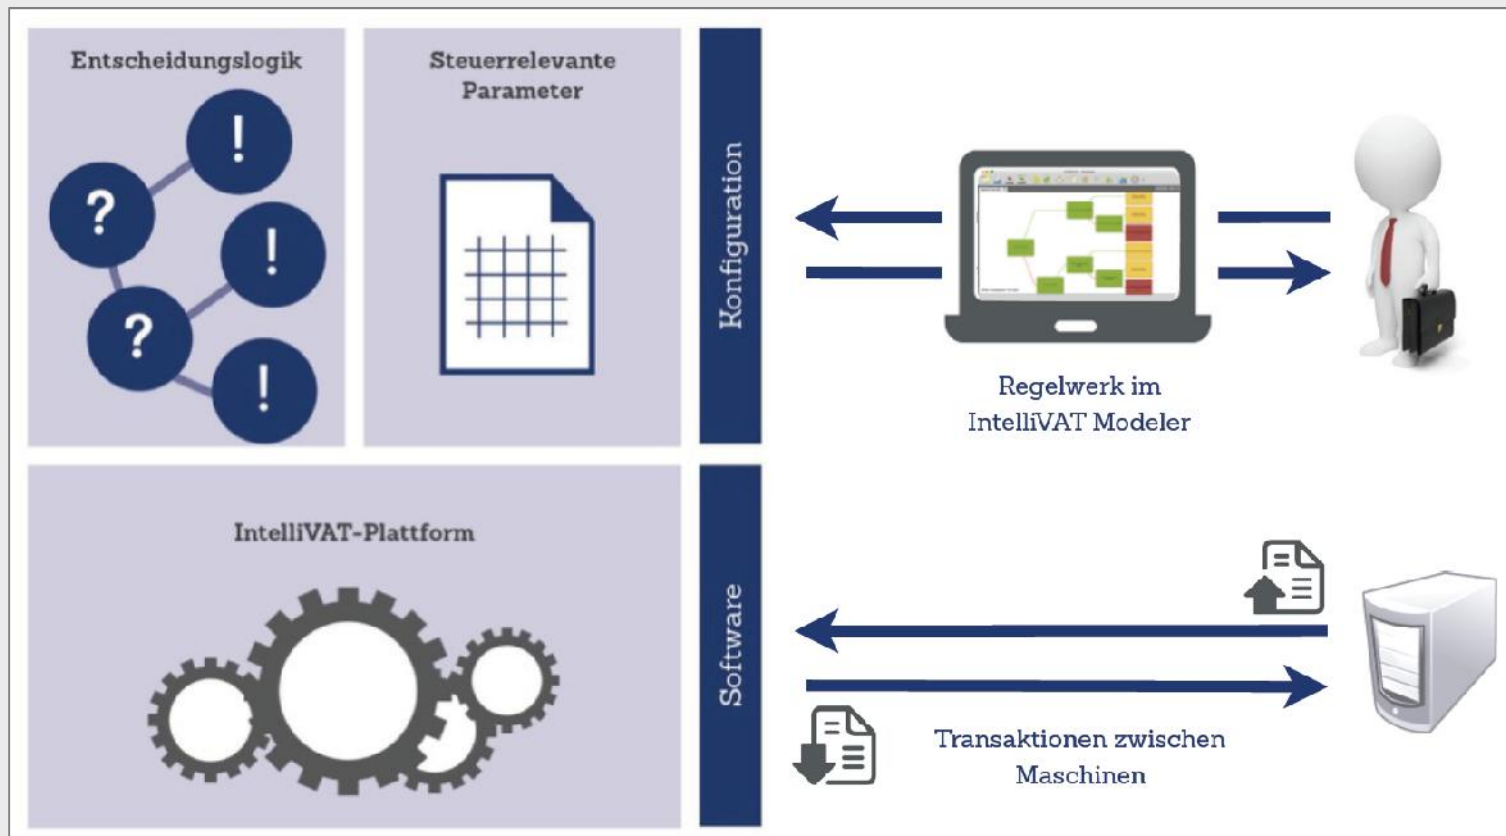 Entscheidungslogik
Steuerrelevante
Parameter
Konfiguration
Regelwerk im
IntelliVAT Modeler
IntelliVAT-Plattform
Software
Transaktionen zwischen
Maschinen